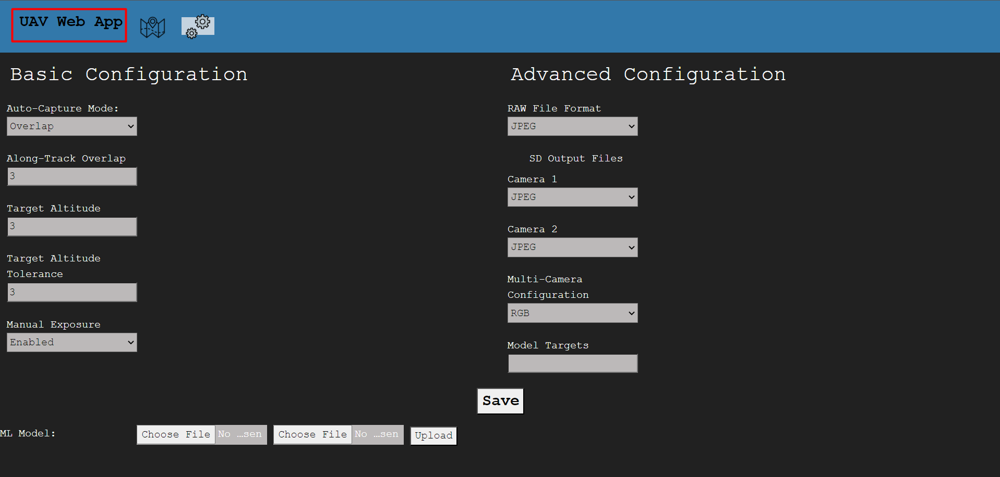 UAV Web App
Basic Configuration
Auto-Capture Mode:
Overlap
Along-Track Overlap
3
Target Altitude
3
Target Altitude
Tolerance
3
Manual Exposure
Enabled
Advanced Configuration
RAW File Format
JPEG
SD Output Files
Camera 1
JPEG
Camera 2
JPEG
Multi-Camera
Configuration
RGB
Model Targets
Save
ML Model:
Choose File No …sen
Choose File No …sen
Upload